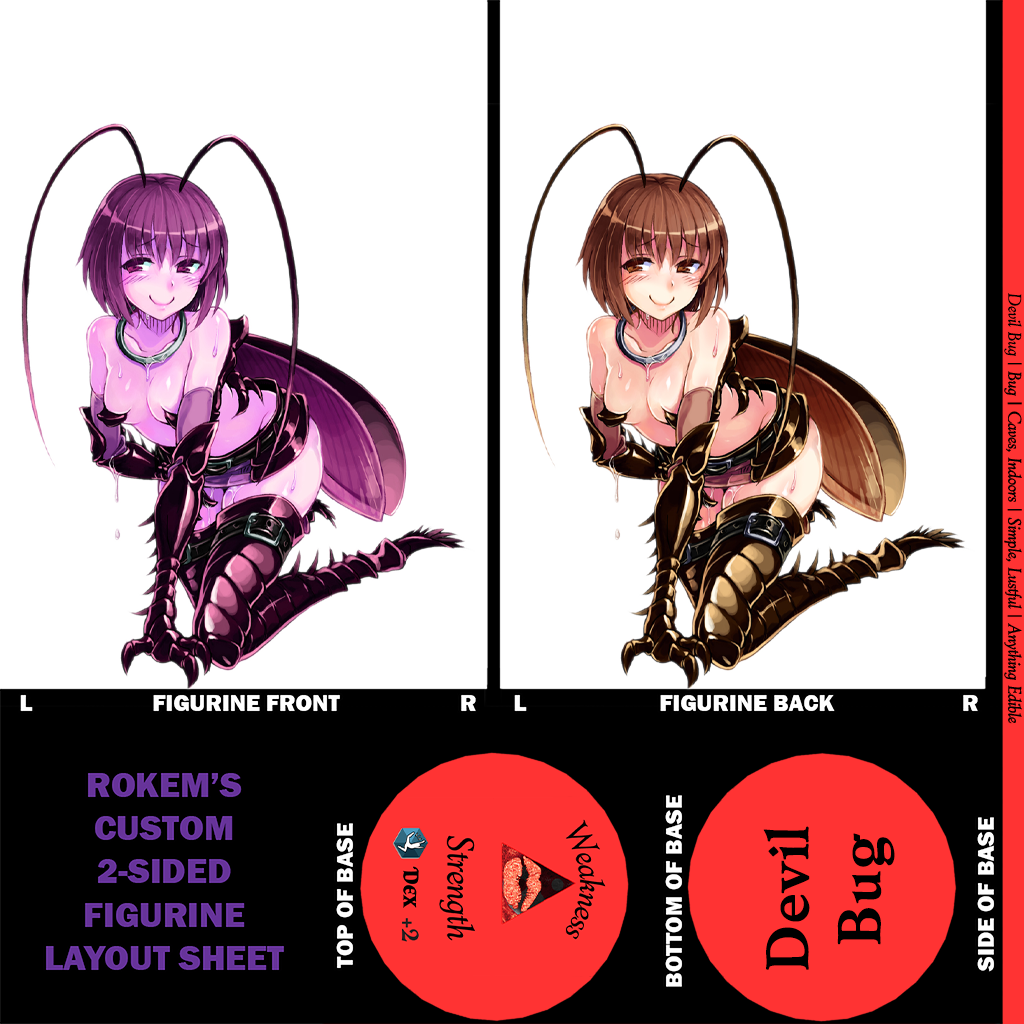 L
FIGURINE FRONT
R
L
FIGURINE BACK
R
Devil Bug | Bug | Caves, Indoors | Simple, Lustful | Anything Edible
ROKEM'S
CUSTOM
2-SIDED
FIGURINE
LAYOUT SHEET
TOP OF BASE
Weakness
Strength
Dex +2
BOTTOM OF BASE
Devil
Bug
SIDE OF BASE